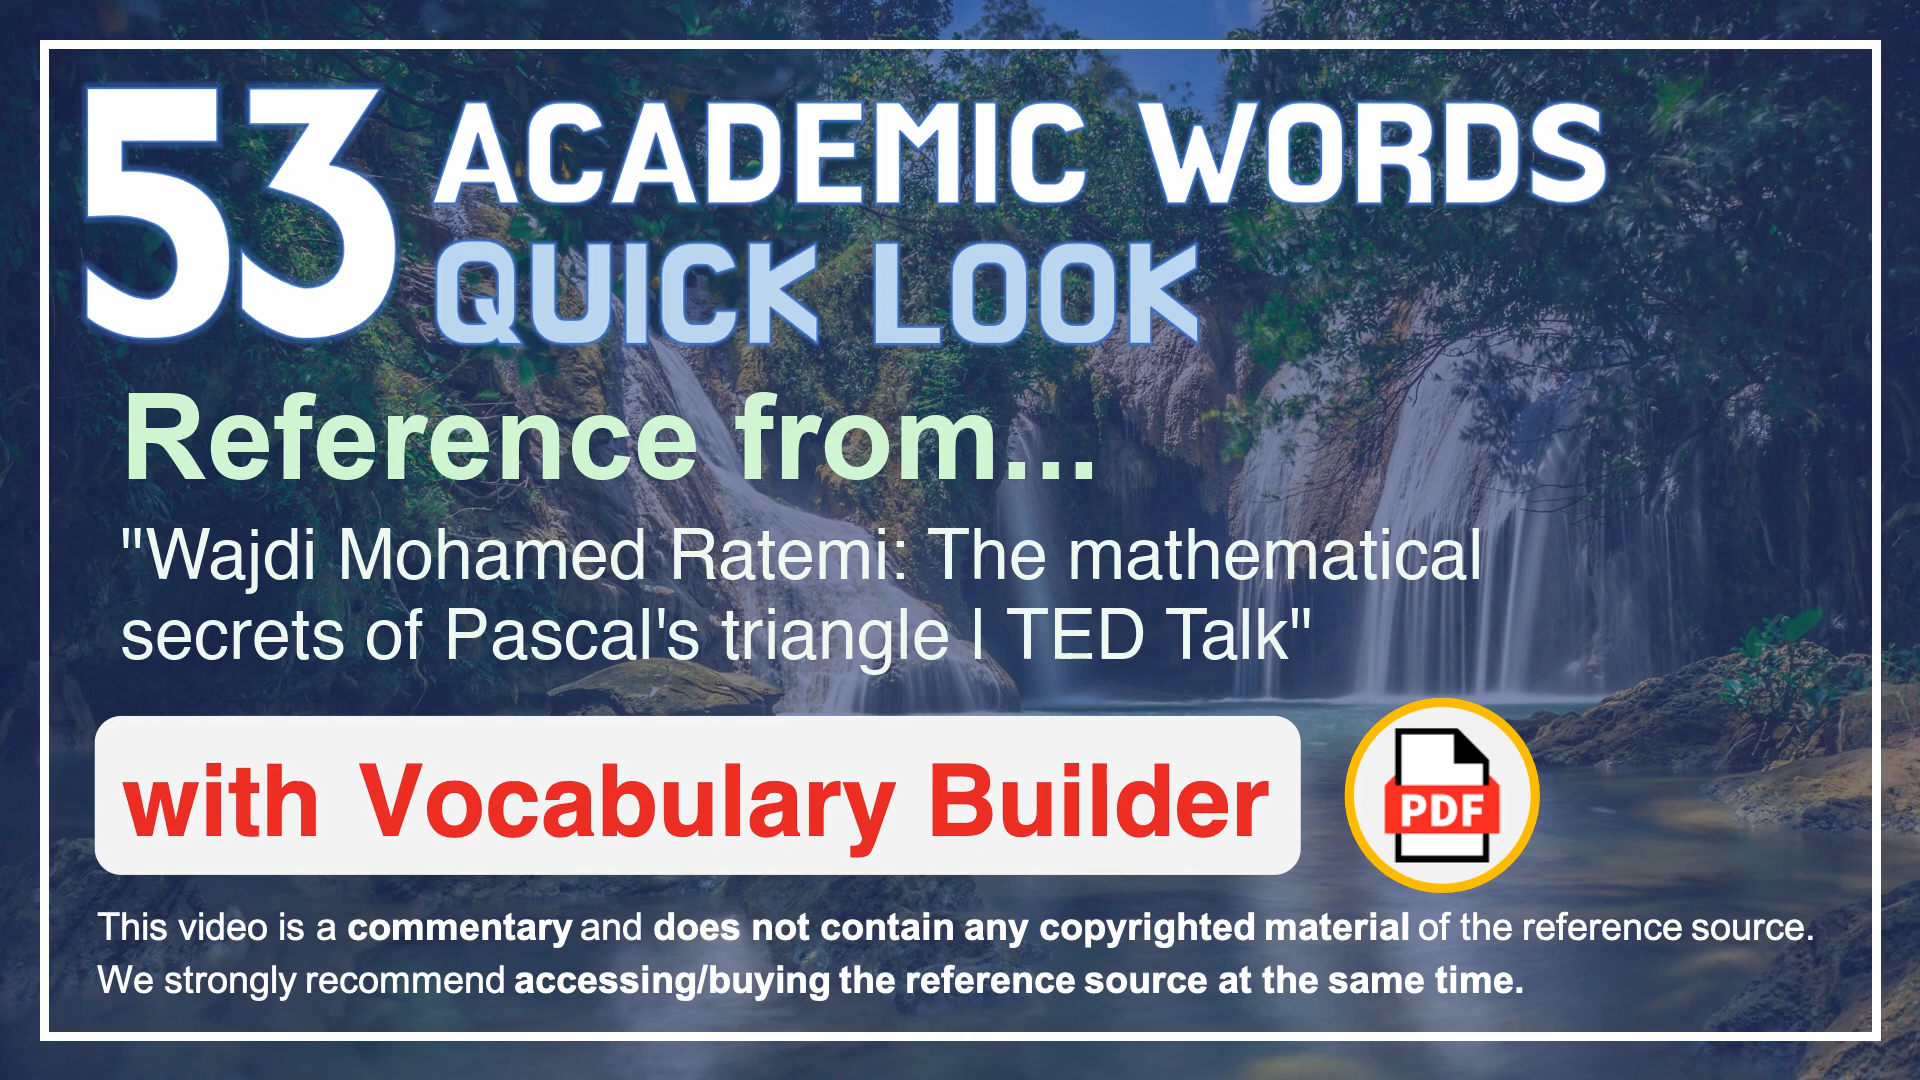 53 ACADEMIC WORDS
QUICK LOOK
Reference from...
"Wajdi Mohamed Ratemi: The mathematical
secrets of Pascal's triangle | TED Talk"
with Vocabulary Builder
PDF
This video is a commentary and does not contain any copyrighted material of the reference source.
We strongly recommend accessing/buying the reference source at the same time.